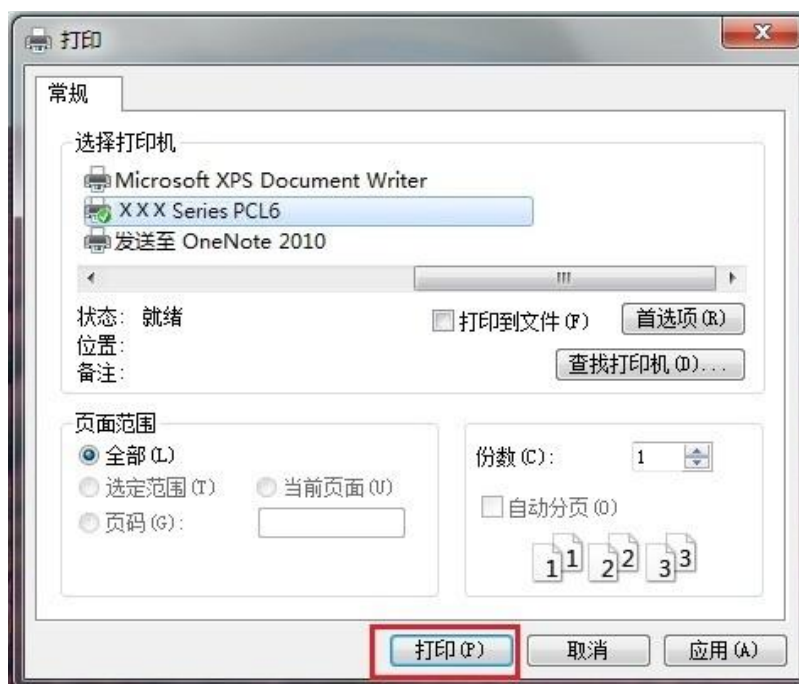 打印
常规
选择打印机
Microsoft XPS Document Writer
XXX Series PCL6
发送至 OneNote 2010
状态: 就绪
打印到文件(F) 首选项(R)
位置:
备注:
查找打印机(D)...
页面范围
全部(L)
选定范围(T) 当前页面(U)
页码(G):
份数(C): 1
自动分页(O)
1 1 2 2 3 3
打印(P) 取消 应用(A)